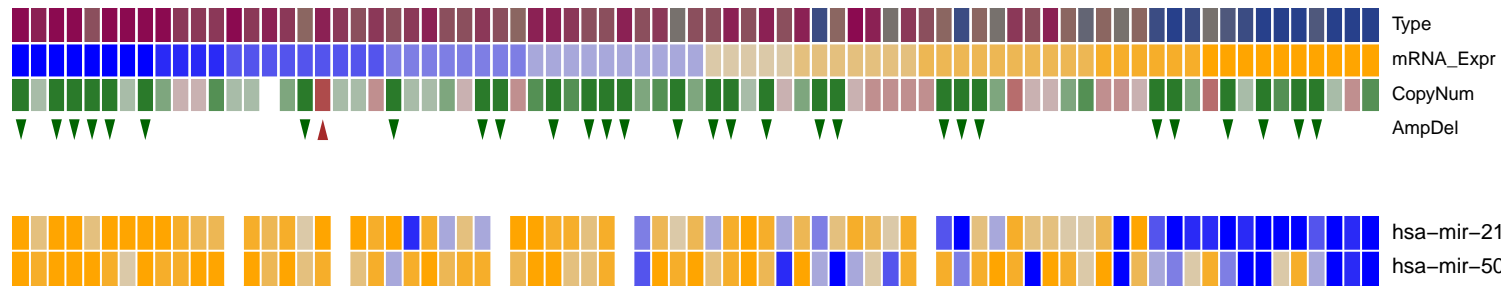 Type
mRNA_Expr
CopyNum
AmpDel
hsa−mir−21
hsa−mir−50